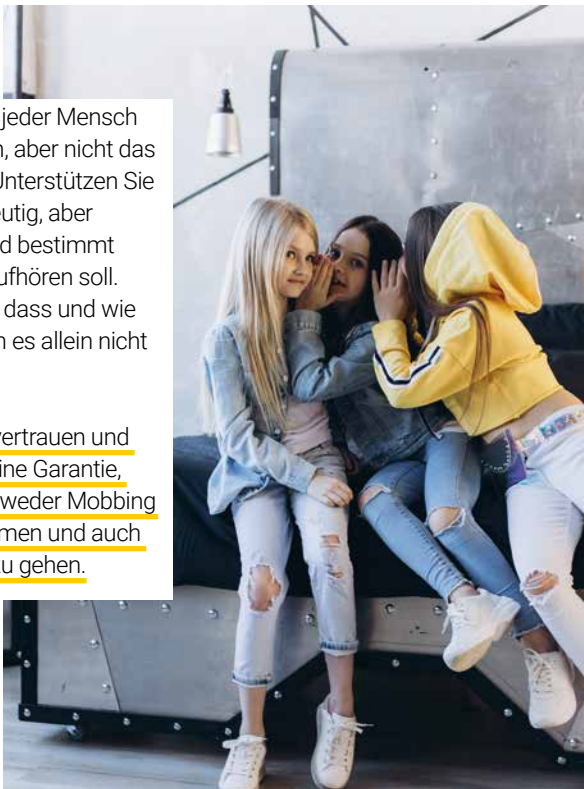 jeder Mensch
, aber nicht das
Unterstützen Sie
eutig, aber
d bestimmt
ufhören soll.
dass und wie
n es allein nicht
vertrauen und
ine Garantie,
weder Mobbing
men und auch
u gehen.